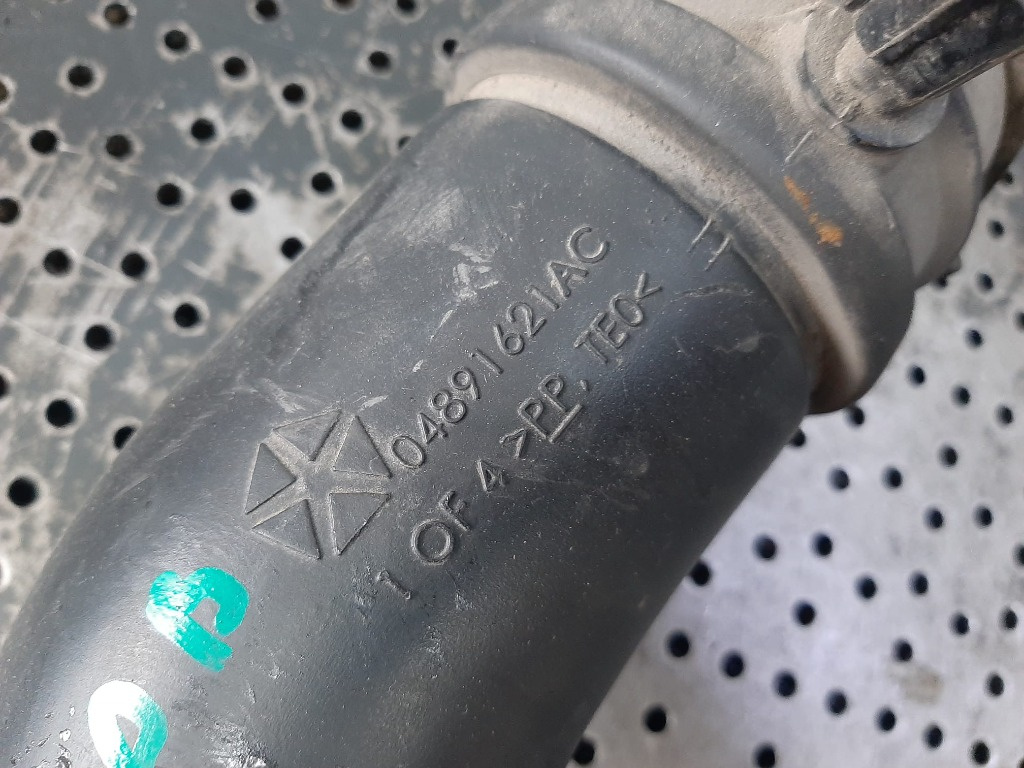 04891621AC
1 OF 4 >PP, TEO<